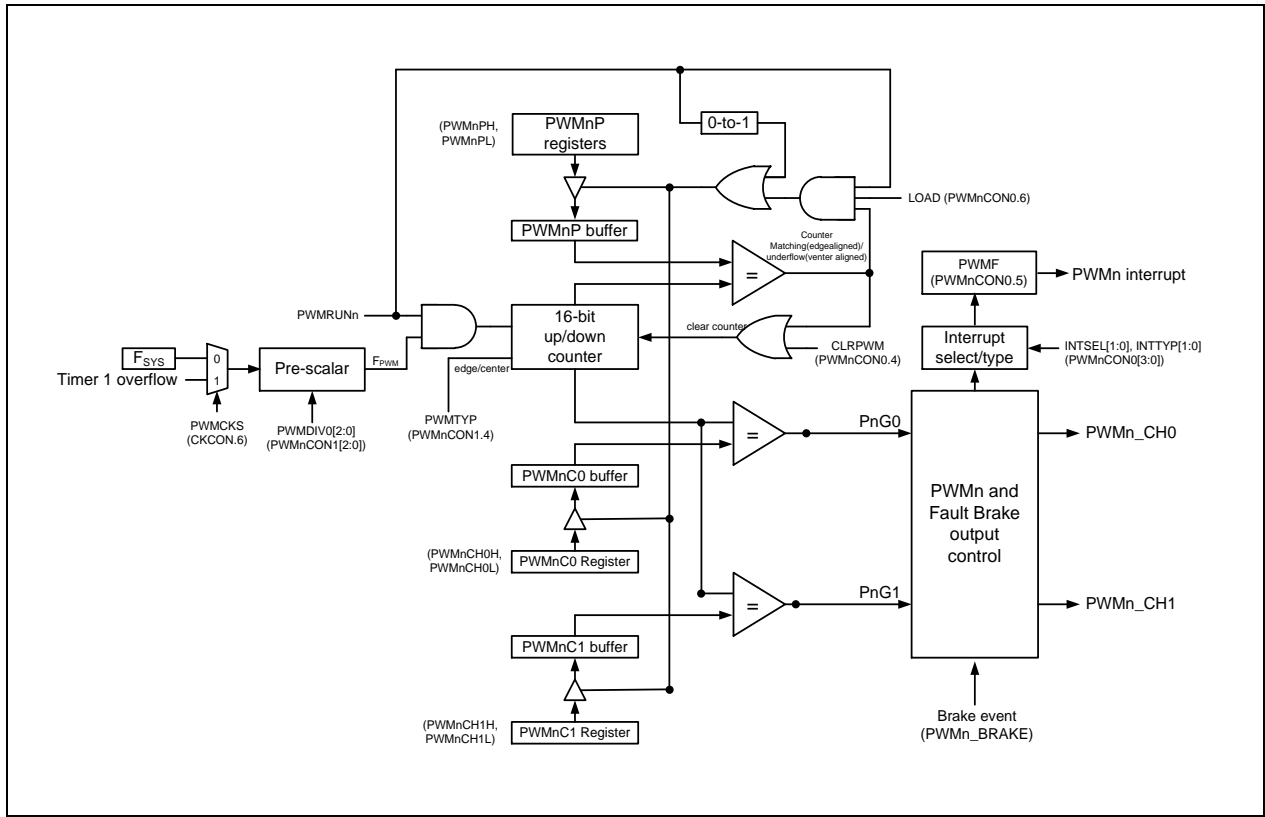 0-to-1
(PWMnPH,
PWMnPL)
PWMnP
registers
LOAD (PWMnCON0.6)
PWMnP buffer
Counter
Matching(edgealigned)/
underflow(venter aligned)
=
PWMF
(PWMnCON0.5)
PWMn interrupt
PWMRUNn
16-bit
up/down
counter
clear counter
CLRPWM
(PWMnCON0.4)
Interrupt
select/type
INTSEL[1:0], INTTYP[1:0]
(PWMnCON0[3:0])
FSYS
Timer 1 overflow
0
1
Pre-scalar
FPWM
edge/center
PWMCKS
(CKCON.6)
PWMDIV0[2:0]
(PWMnCON1[2:0])
PWMTYP
(PWMnCON1.4)
=
PnG0
PWMn_CH0
PWMnC0 buffer
(PWMnCH0H,
PWMnCH0L)
PWMnC0 Register
PWMn and
Fault Brake
output
control
=
PnG1
PWMn_CH1
PWMnC1 buffer
(PWMnCH1H,
PWMnCH1L)
PWMnC1 Register
Brake event
(PWMn_BRAKE)